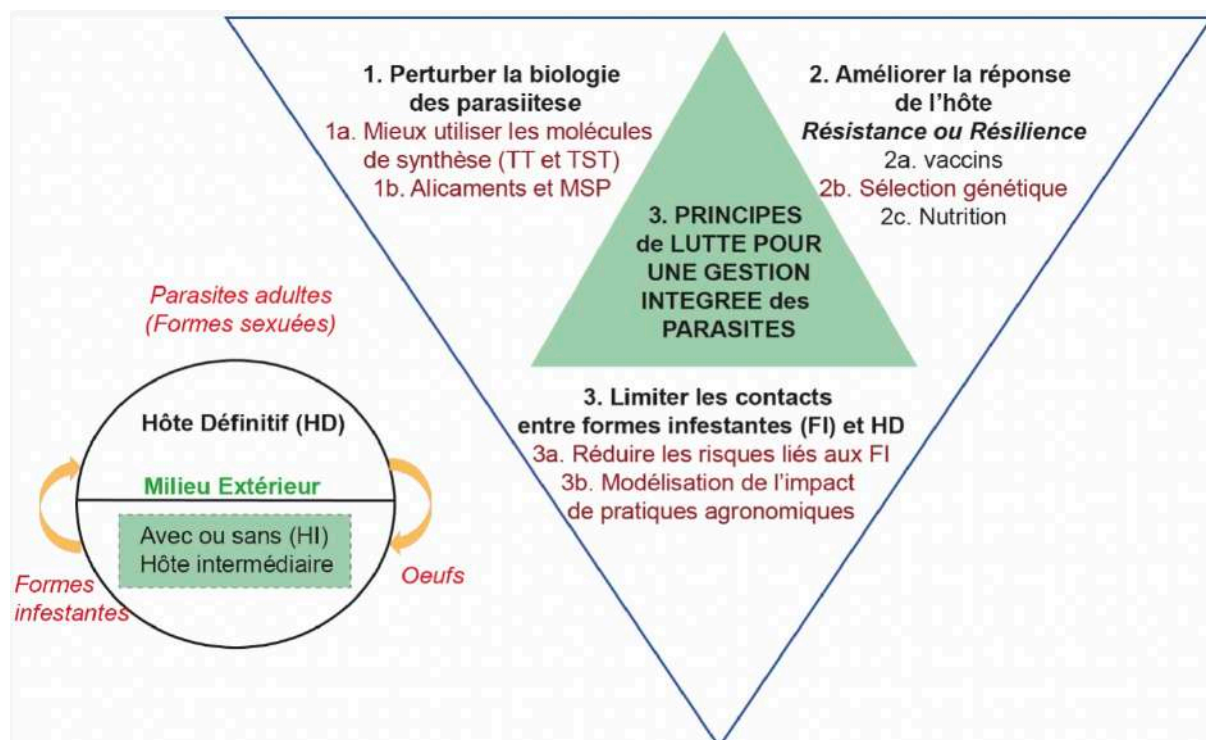 1. Perturber la biologie
des parasiitese
1a. Mieux utiliser les molécules
de synthèse (TT et TST)
1b. Alicaments et MSP
2. Améliorer la réponse
de l'hôte
Résistance ou Résilience
2a. vaccins
2b. Sélection génétique
2c. Nutrition
3. PRINCIPES
de LUTTE POUR
UNE GESTION
INTEGREE des
PARASITES
3. Limiter les contacts
entre formes infestantes (FI) et HD
3a. Réduire les risques liés aux FI
3b. Modélisation de l'impact
de pratiques agronomiques
Parasites adultes
(Formes sexuées)
Hôte Définitif (HD)
Milieu Extérieur
Avec ou sans (HI)
Hôte intermédiaire
Formes
infestantes
Oeufs